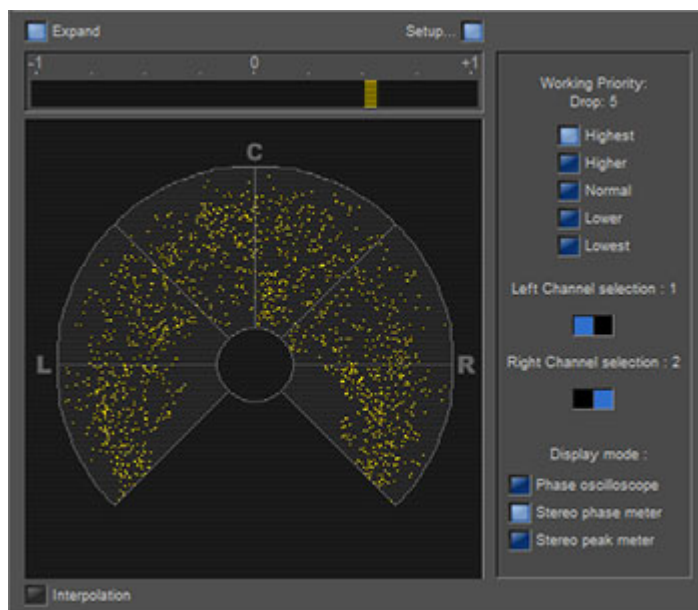 Expand
Setup...
-1 0 +1
C
L R
Interpolation
Working Priority:
Drop: 5
Highest
Higher
Normal
Lower
Lowest
Left Channel selection : 1
Right Channel selection : 2
Display mode :
Phase oscilloscope
Stereo phase meter
Stereo peak meter